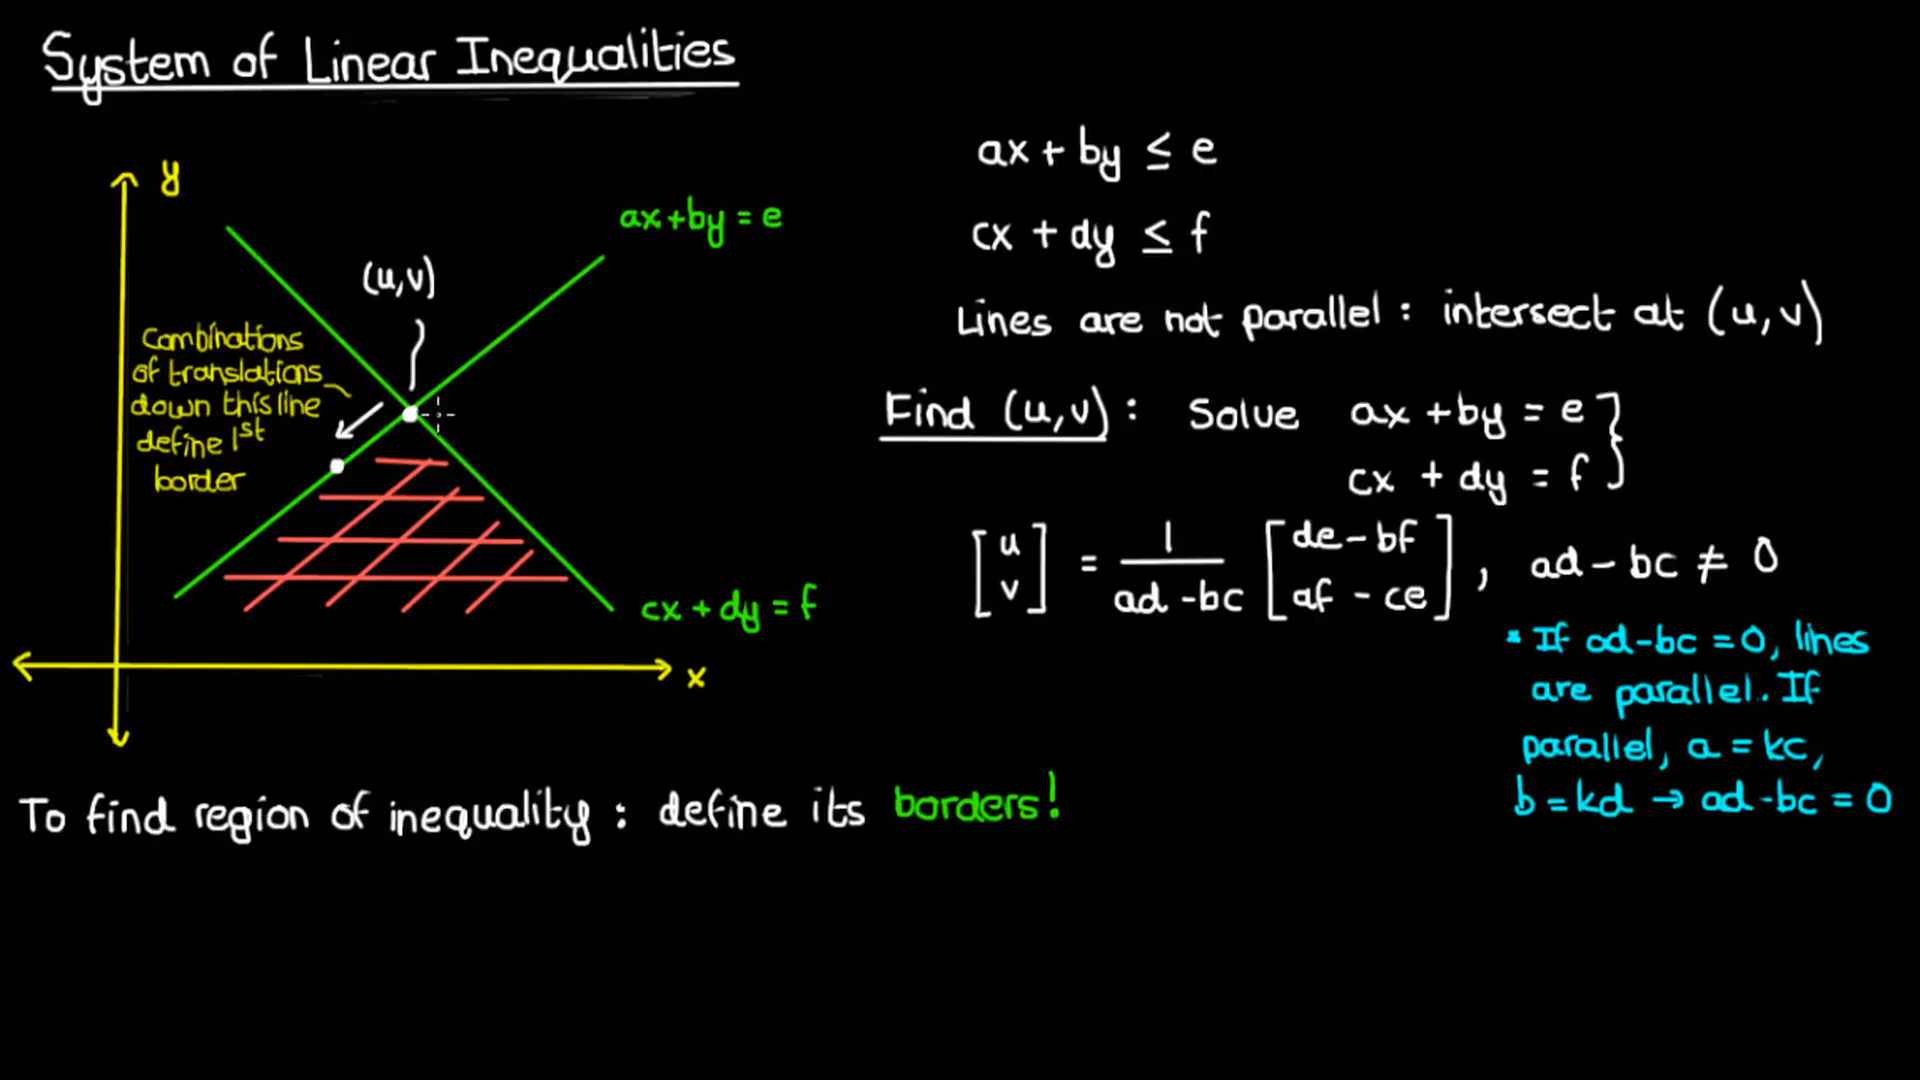 System of Linear Inequalities
y
ax+by = e
(u,v)
Combinations
of translations
down this line
define 1st
border
cx + dy = f
x
To find region of inequality : define its borders!
ax + by ≤ e
cx + dy ≤ f
Lines are not parallel : intersect at (u,v)
Find (u,v) : Solve ax +by = e }
cx + dy = f
[u v] = 1/(ad -bc) [de-bf af - ce] , ad - bc ≠ 0
* If ad-bc = 0, lines
are parallel. If
parallel, a = kc,
b = kd → ad-bc = 0